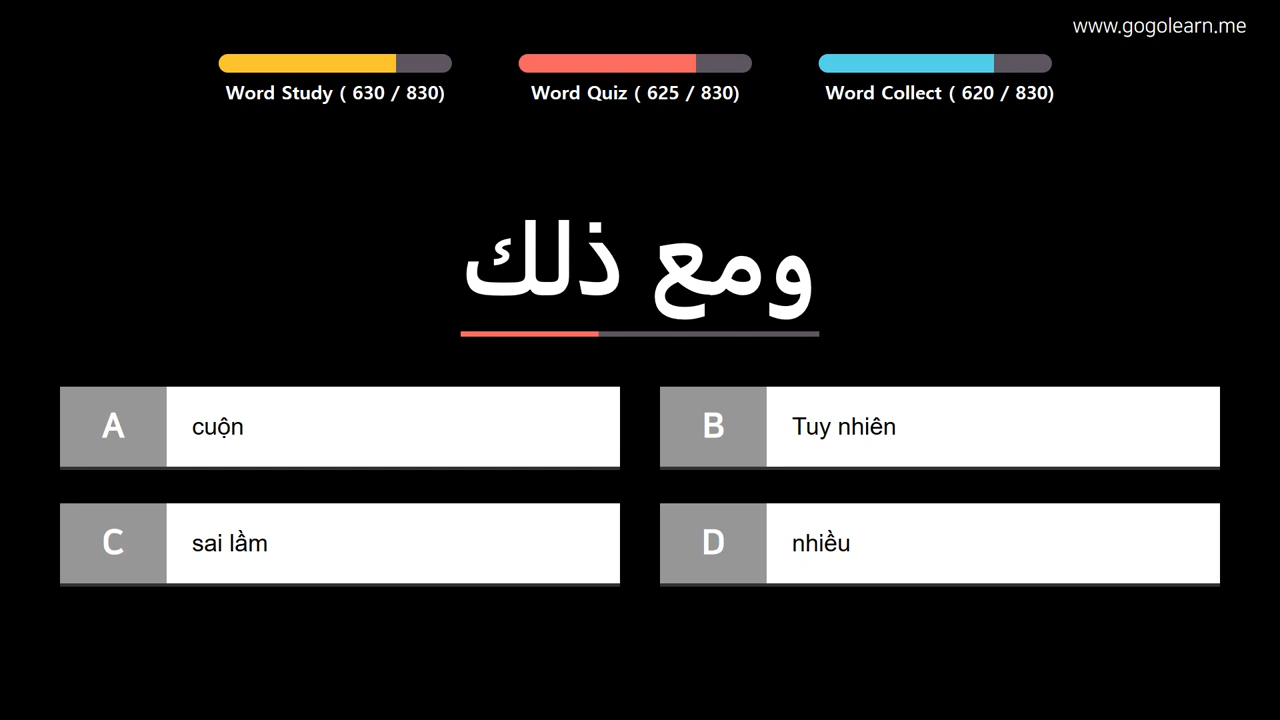 www.gogolearn.me
Word Study ( 630 / 830)
Word Quiz ( 625 / 830)
Word Collect ( 620 / 830)
ومع ذلك
A cuộn
B Tuy nhiên
C sai lầm
D nhiều